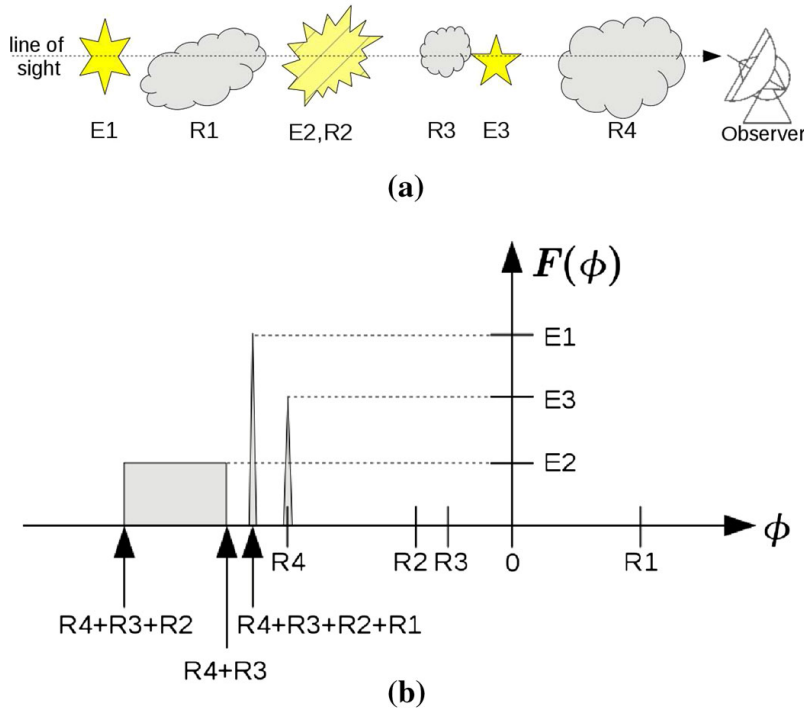 line of
sight
E1
R1
E2,R2
R3
E3
R4
Observer
(a)
F(ϕ)
E1
E3
E2
ϕ
R4
R2
R3
0
R1
R4+R3+R2
R4+R3+R2+R1
R4+R3
(b)